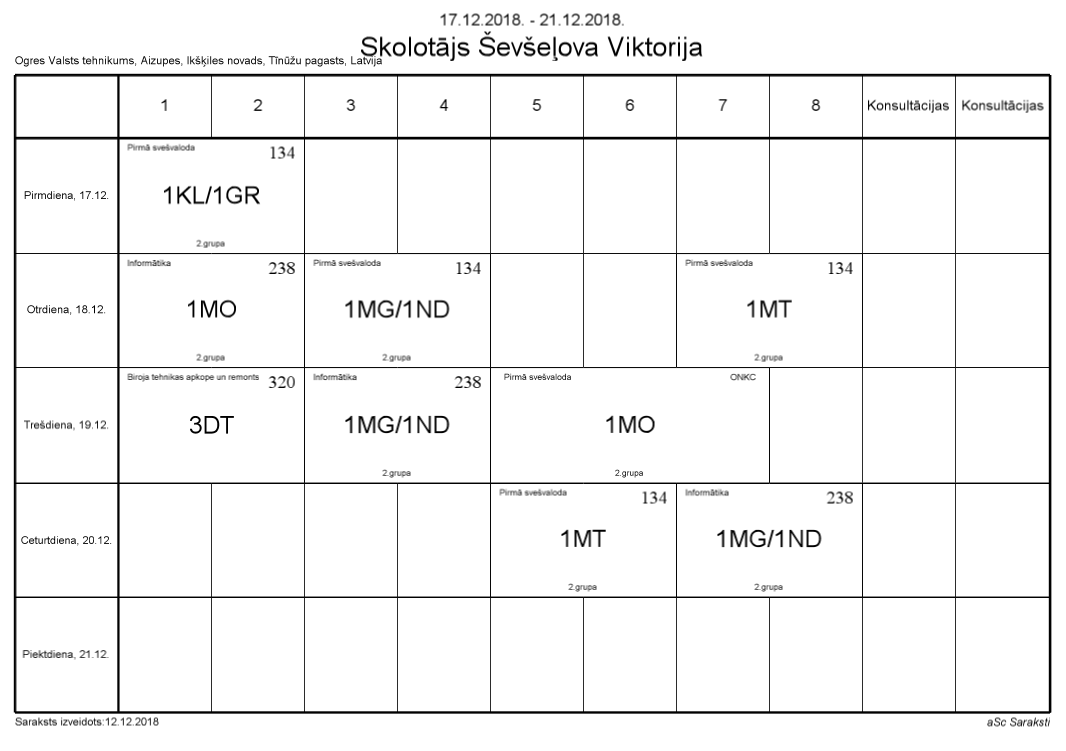 17.12.2018. - 21.12.2018.
Skolotājs Ševšeļova Viktorija
Ogres Valsts tehnikums, Aizupes, Ikšķiles novads, Tīnūžu pagasts, Latvija
1 2 3 4 5 6 7 8 Konsultācijas Konsultācijas
Pirmdiena, 17.12.
Pirmā svešvaloda 134
1KL/1GR
2.grupa
Otrdiena, 18.12.
Informātika 238
1MO
2.grupa
Pirmā svešvaloda 134
1MG/1ND
2.grupa
Pirmā svešvaloda 134
1MT
2.grupa
Trešdiena, 19.12.
Biroja tehnikas apkope un remonts 320
3DT
Informātika 238
1MG/1ND
2.grupa
Pirmā svešvaloda ONKC
1MO
2.grupa
Ceturtdiena, 20.12.
Pirmā svešvaloda 134
1MT
2.grupa
Informātika 238
1MG/1ND
2.grupa
Piektdiena, 21.12.
Saraksts izveidots:12.12.2018
aSc Saraksti